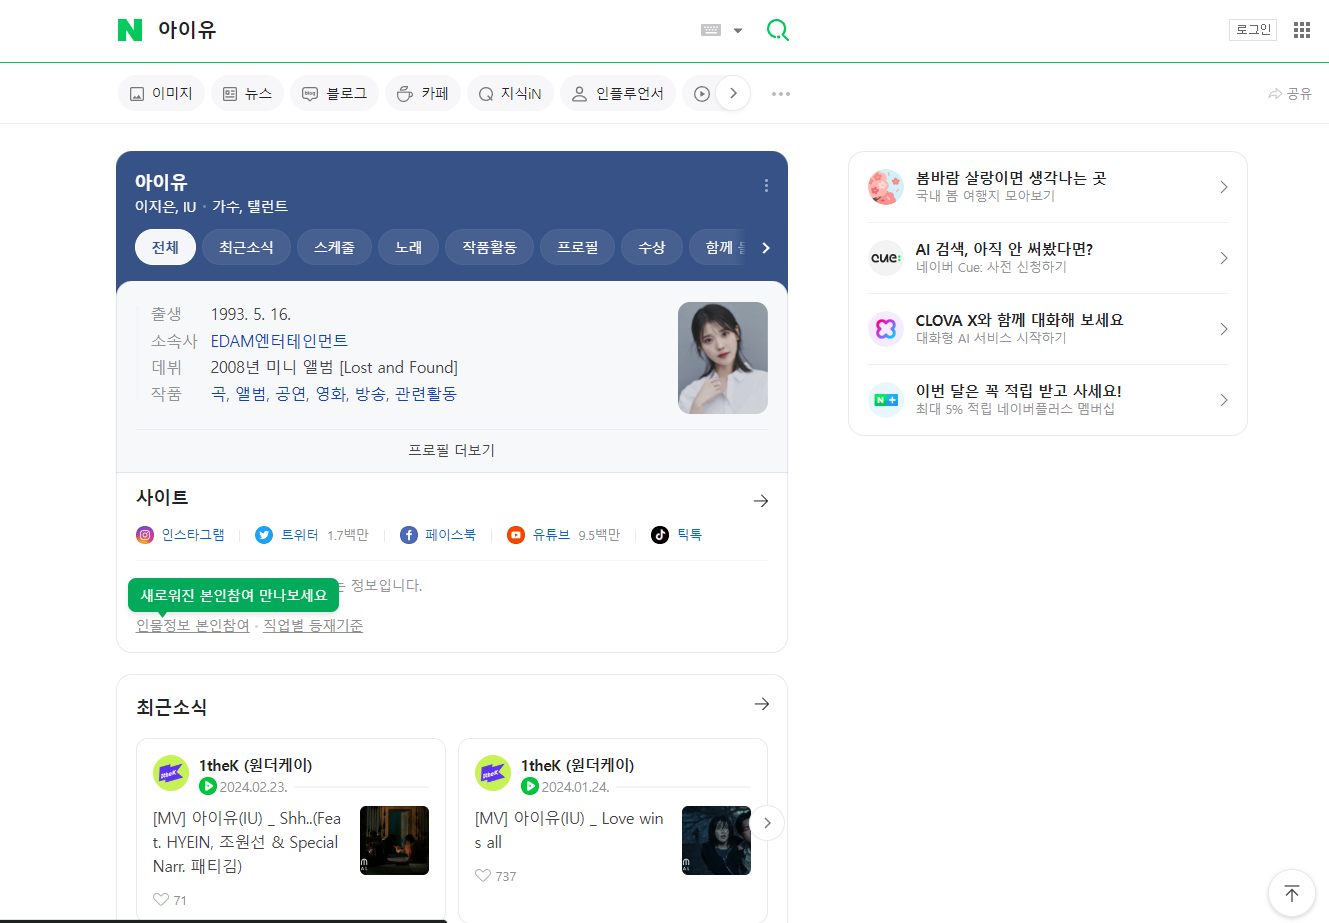 아이유
로그인
이미지
뉴스
블로그
카페
지식iN
인플루언서
공유
아이유
이지은, IU · 가수, 탤런트
전체
최근소식
스케줄
노래
작품활동
프로필
수상
함께
출생 1993. 5. 16.
소속사 EDAM엔터테인먼트
데뷔 2008년 미니 앨범 [Lost and Found]
작품 곡, 앨범, 공연, 영화, 방송, 관련활동
프로필 더보기
사이트
인스타그램
트위터 1.7백만
페이스북
유튜브 9.5백만
틱톡
는 정보입니다.
새로워진 본인참여 만나보세요
인물정보 본인참여 · 직업별 등재기준
최근소식
1theK (원더케이)
2024.02.23.
[MV] 아이유(IU) _ Shh..(Fea
t. HYEIN, 조원선 & Special
Narr. 패티김)
71
1theK (원더케이)
2024.01.24.
[MV] 아이유(IU) _ Love win
s all
737
봄바람 살랑이면 생각나는 곳
국내 봄 여행지 모아보기
cue:
AI 검색, 아직 안 써봤다면?
네이버 Cue: 사전 신청하기
CLOVA X와 함께 대화해 보세요
대화형 AI 서비스 시작하기
N +
이번 달은 꼭 적립 받고 사세요!
최대 5% 적립 네이버플러스 멤버십